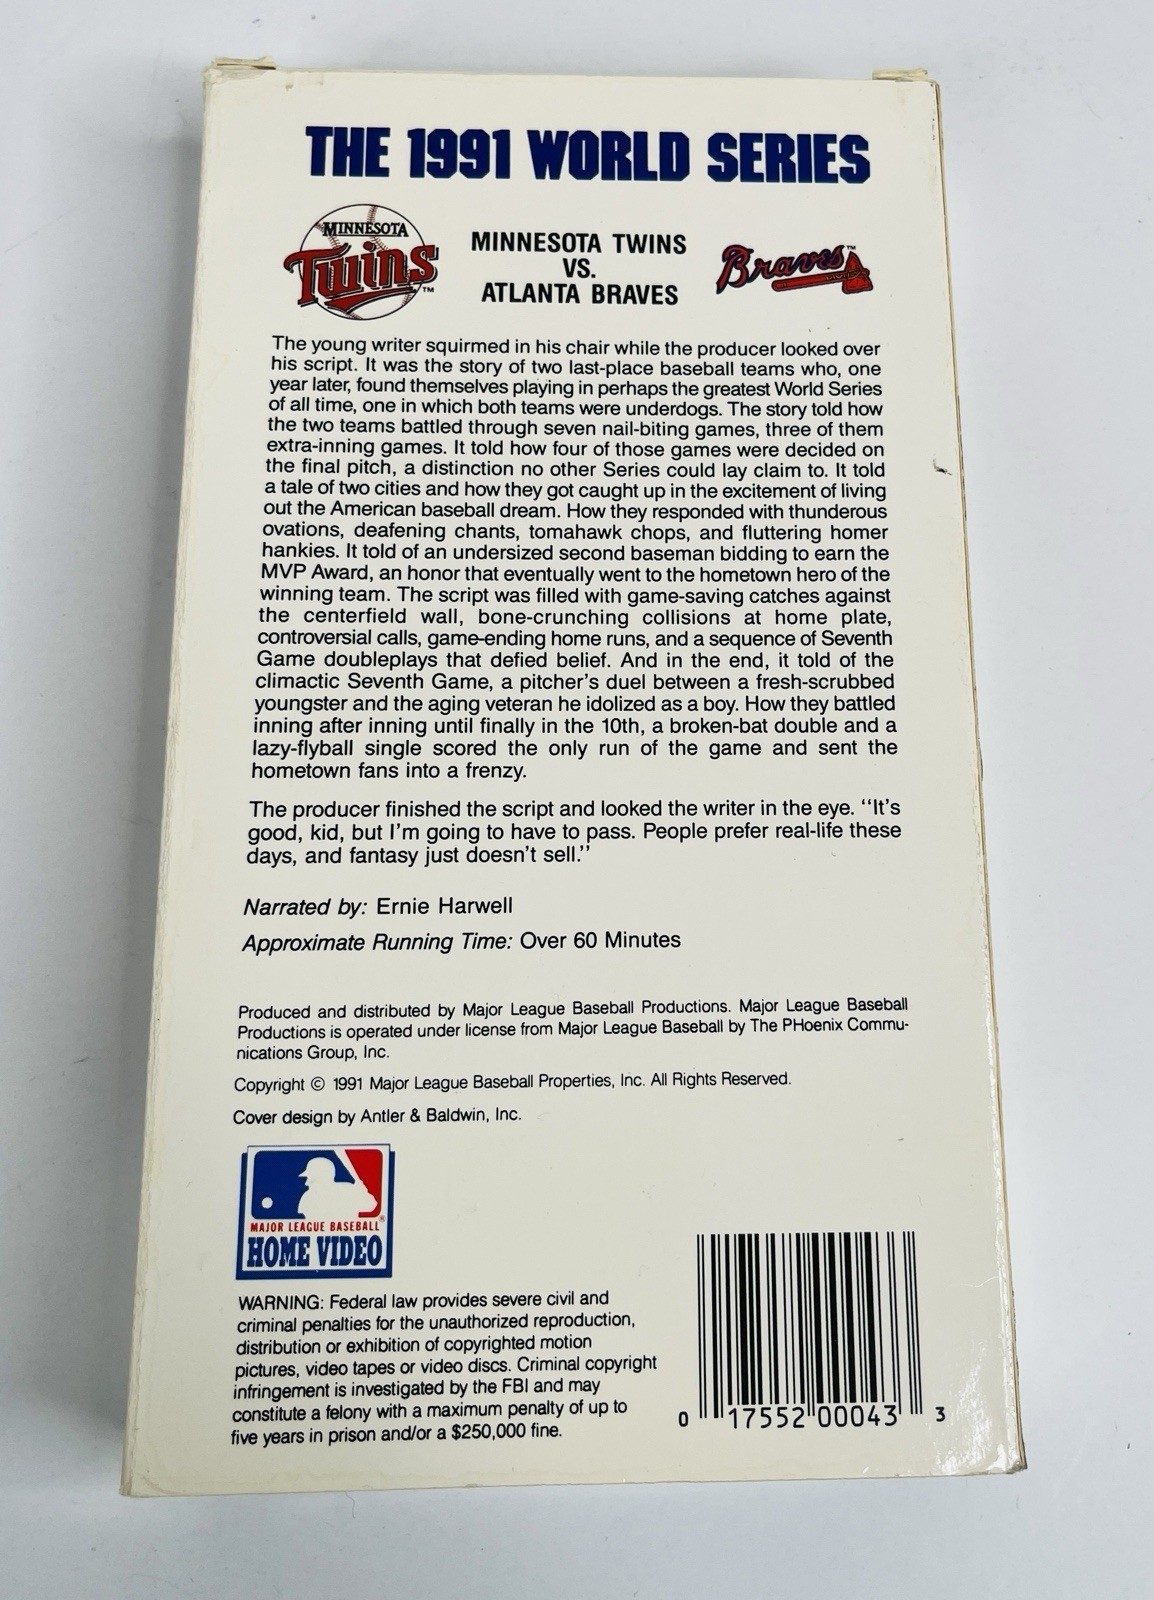 THE 1991 WORLD SERIES
MINNESOTA
Twins
™
MINNESOTA TWINS
VS.
ATLANTA BRAVES
Braves
™
The young writer squirmed in his chair while the producer looked over
his script. It was the story of two last-place baseball teams who, one
year later, found themselves playing in perhaps the greatest World Series
of all time, one in which both teams were underdogs. The story told how
the two teams battled through seven nail-biting games, three of them
extra-inning games. It told how four of those games were decided on
the final pitch, a distinction no other Series could lay claim to. It told
a tale of two cities and how they got caught up in the excitement of living
out the American baseball dream. How they responded with thunderous
ovations, deafening chants, tomahawk chops, and fluttering homer
hankies. It told of an undersized second baseman bidding to earn the
MVP Award, an honor that eventually went to the hometown hero of the
winning team. The script was filled with game-saving catches against
the centerfield wall, bone-crunching collisions at home plate,
controversial calls, game-ending home runs, and a sequence of Seventh
Game doubleplays that defied belief. And in the end, it told of the
climactic Seventh Game, a pitcher's duel between a fresh-scrubbed
youngster and the aging veteran he idolized as a boy. How they battled
inning after inning until finally in the 10th, a broken-bat double and a
lazy-flyball single scored the only run of the game and sent the
hometown fans into a frenzy.
The producer finished the script and looked the writer in the eye. "It's
good, kid, but I'm going to have to pass. People prefer real-life these
days, and fantasy just doesn't sell."
Narrated by: Ernie Harwell
Approximate Running Time: Over 60 Minutes
Produced and distributed by Major League Baseball Productions. Major League Baseball
Productions is operated under license from Major League Baseball by The PHoenix Commu-
nications Group, Inc.
Copyright © 1991 Major League Baseball Properties, Inc. All Rights Reserved.
Cover design by Antler & Baldwin, Inc.
MAJOR LEAGUE BASEBALL®
HOME VIDEO
WARNING: Federal law provides severe civil and
criminal penalties for the unauthorized reproduction,
distribution or exhibition of copyrighted motion
pictures, video tapes or video discs. Criminal copyright
infringement is investigated by the FBI and may
constitute a felony with a maximum penalty of up to
five years in prison and/or a $250,000 fine.
0 17552 00043 3